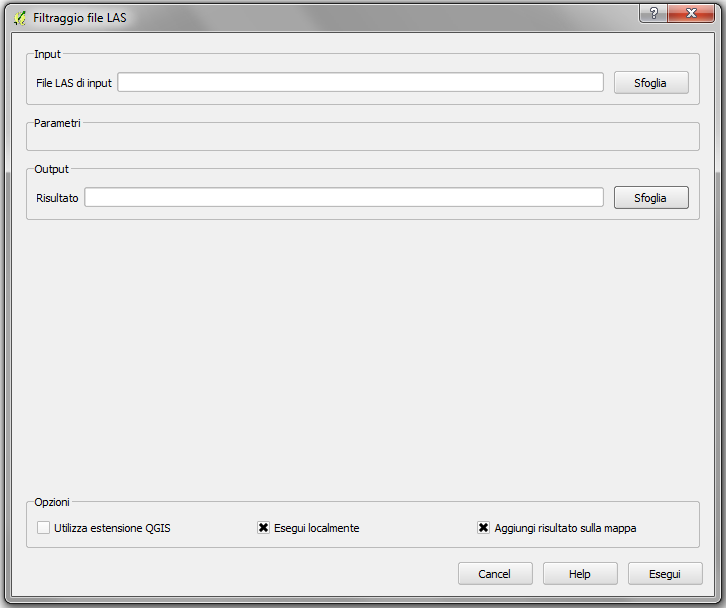 Filtraggio file LAS
?
Input
File LAS di input
Sfoglia
Parametri
Output
Risultato
Sfoglia
Opzioni
Utilizza estensione QGIS
Esegui localmente
Aggiungi risultato sulla mappa
Cancel
Help
Esegui